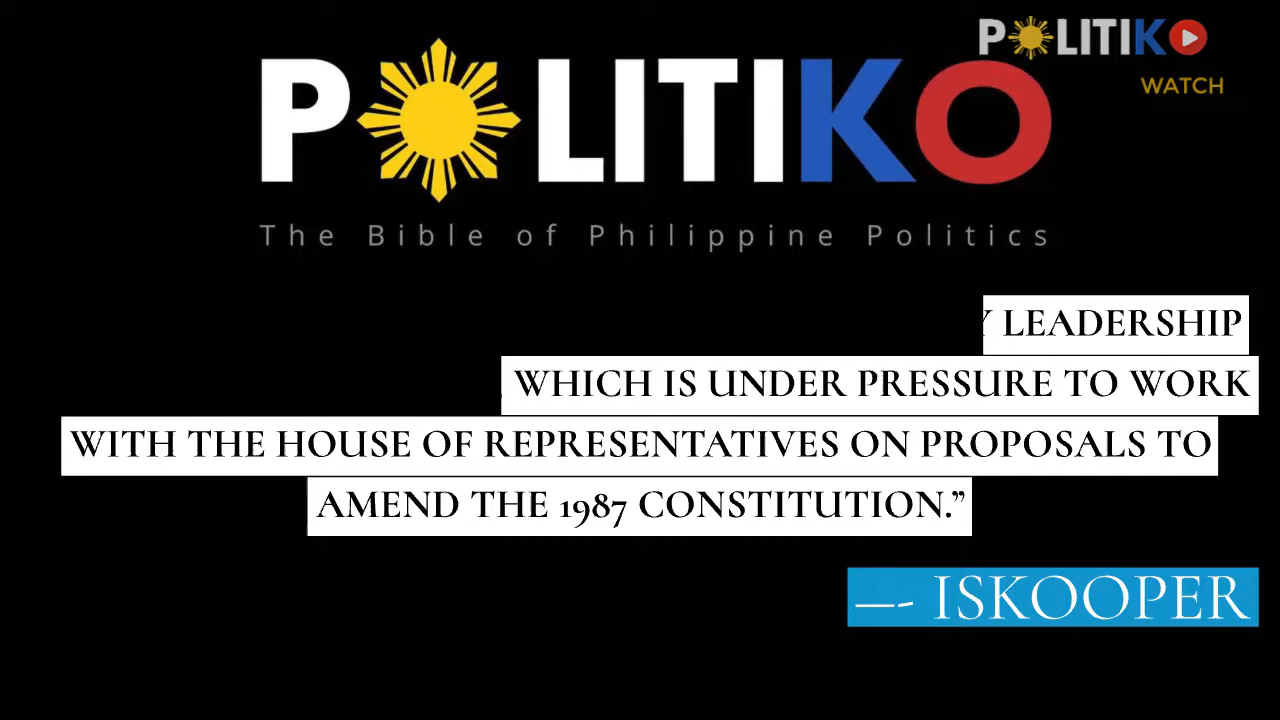 POLITIKO
WATCH
POLITIKO
The Bible of Philippine Politics
LEADERSHIP
WHICH IS UNDER PRESSURE TO WORK
WITH THE HOUSE OF REPRESENTATIVES ON PROPOSALS TO
AMEND THE 1987 CONSTITUTION.”
—- ISKOOPER